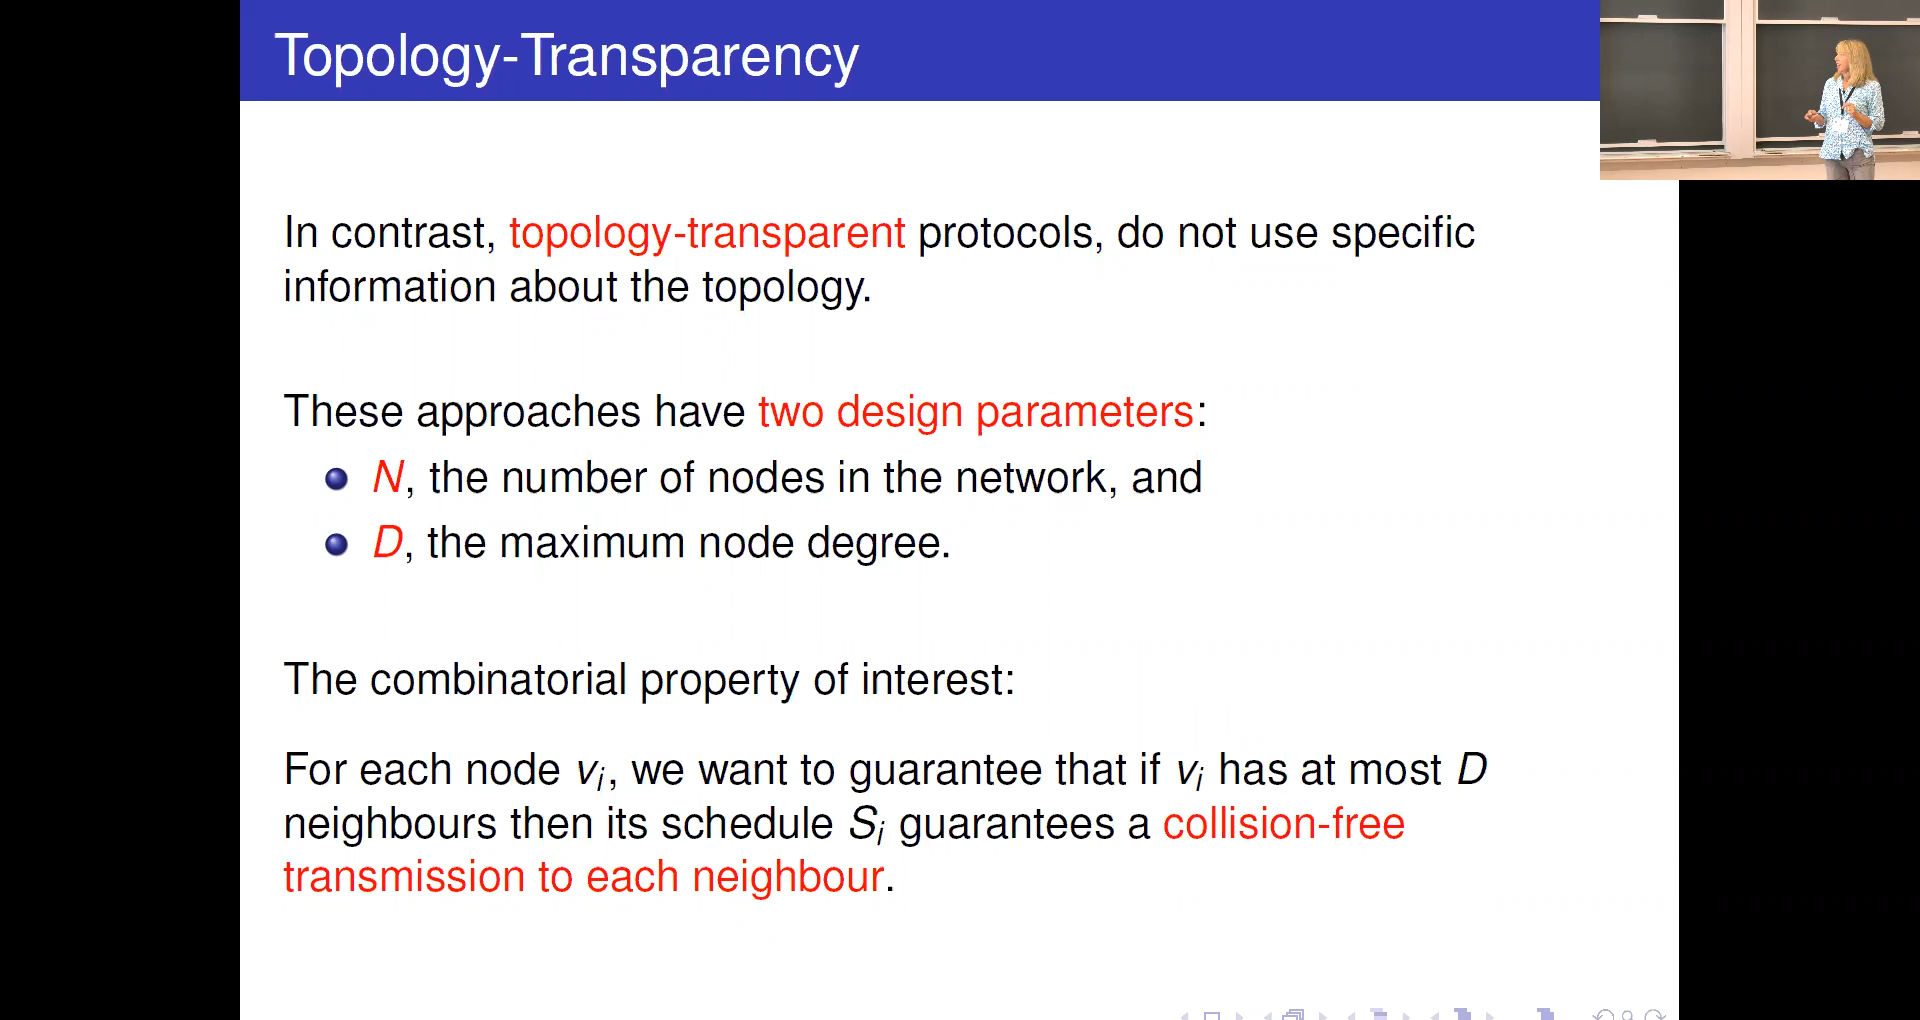 Topology-Transparency
In contrast, topology-transparent protocols, do not use specific
information about the topology.
These approaches have two design parameters:
N, the number of nodes in the network, and
D, the maximum node degree.
The combinatorial property of interest:
For each node vᵢ, we want to guarantee that if vᵢ has at most D
neighbours then its schedule Sᵢ guarantees a collision-free
transmission to each neighbour.